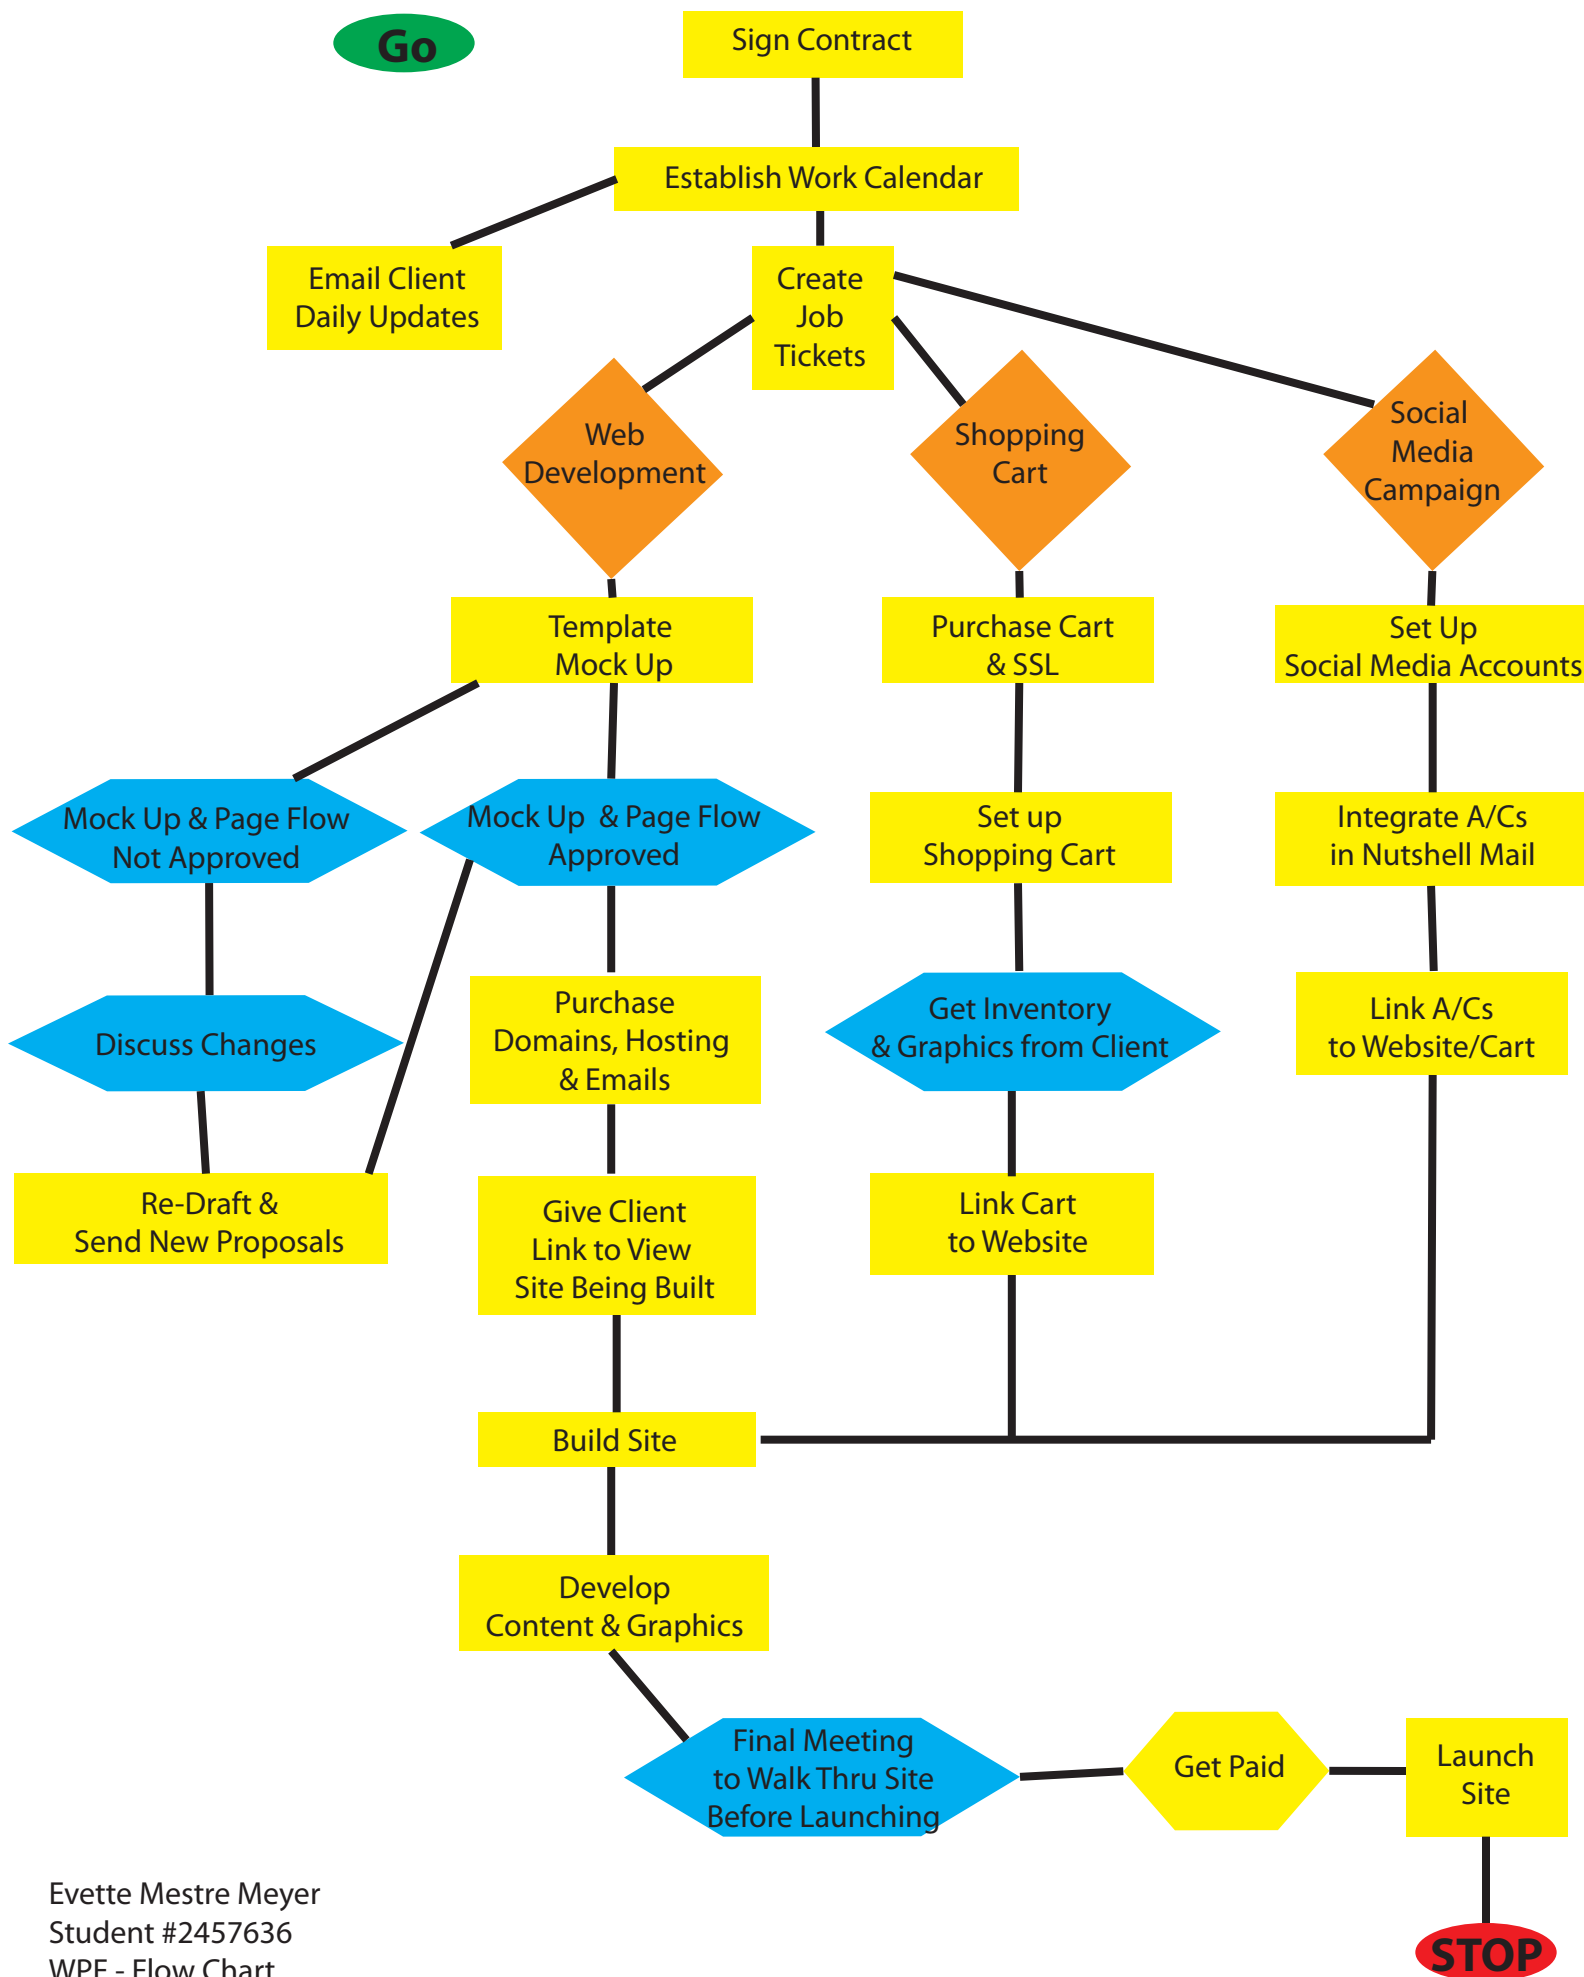 Go
Sign Contract
Establish Work Calendar
Email Client
Daily Updates
Create
Job
Tickets
Web
Development
Shopping
Cart
Social
Media
Campaign
Template
Mock Up
Purchase Cart
& SSL
Set Up
Social Media Accounts
Mock Up & Page Flow
Not Approved
Mock Up & Page Flow
Approved
Set up
Shopping Cart
Integrate A/Cs
in Nutshell Mail
Discuss Changes
Purchase
Domains, Hosting
& Emails
Get Inventory
& Graphics from Client
Link A/Cs
to Website/Cart
Re-Draft &
Send New Proposals
Give Client
Link to View
Site Being Built
Link Cart
to Website
Build Site
Develop
Content & Graphics
Final Meeting
to Walk Thru Site
Before Launching
Get Paid
Launch
Site
STOP
Evette Mestre Meyer
Student #2457636
WPF - Flow Chart